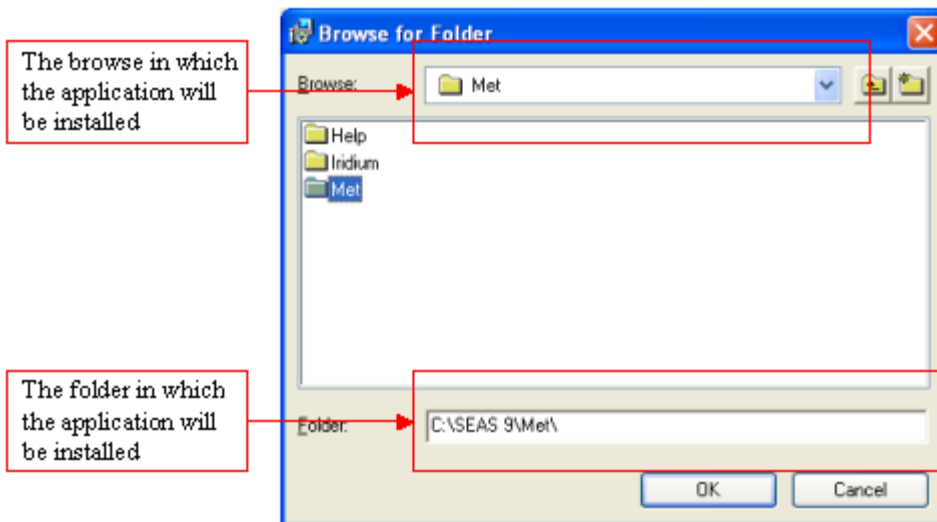 Browse for Folder
The browse in which
the application will
be installed
Browse:
Met
Help
Iridium
Met
The folder in which
the application will
be installed
Folder:
C:\SEAS 9\Met\
OK
Cancel